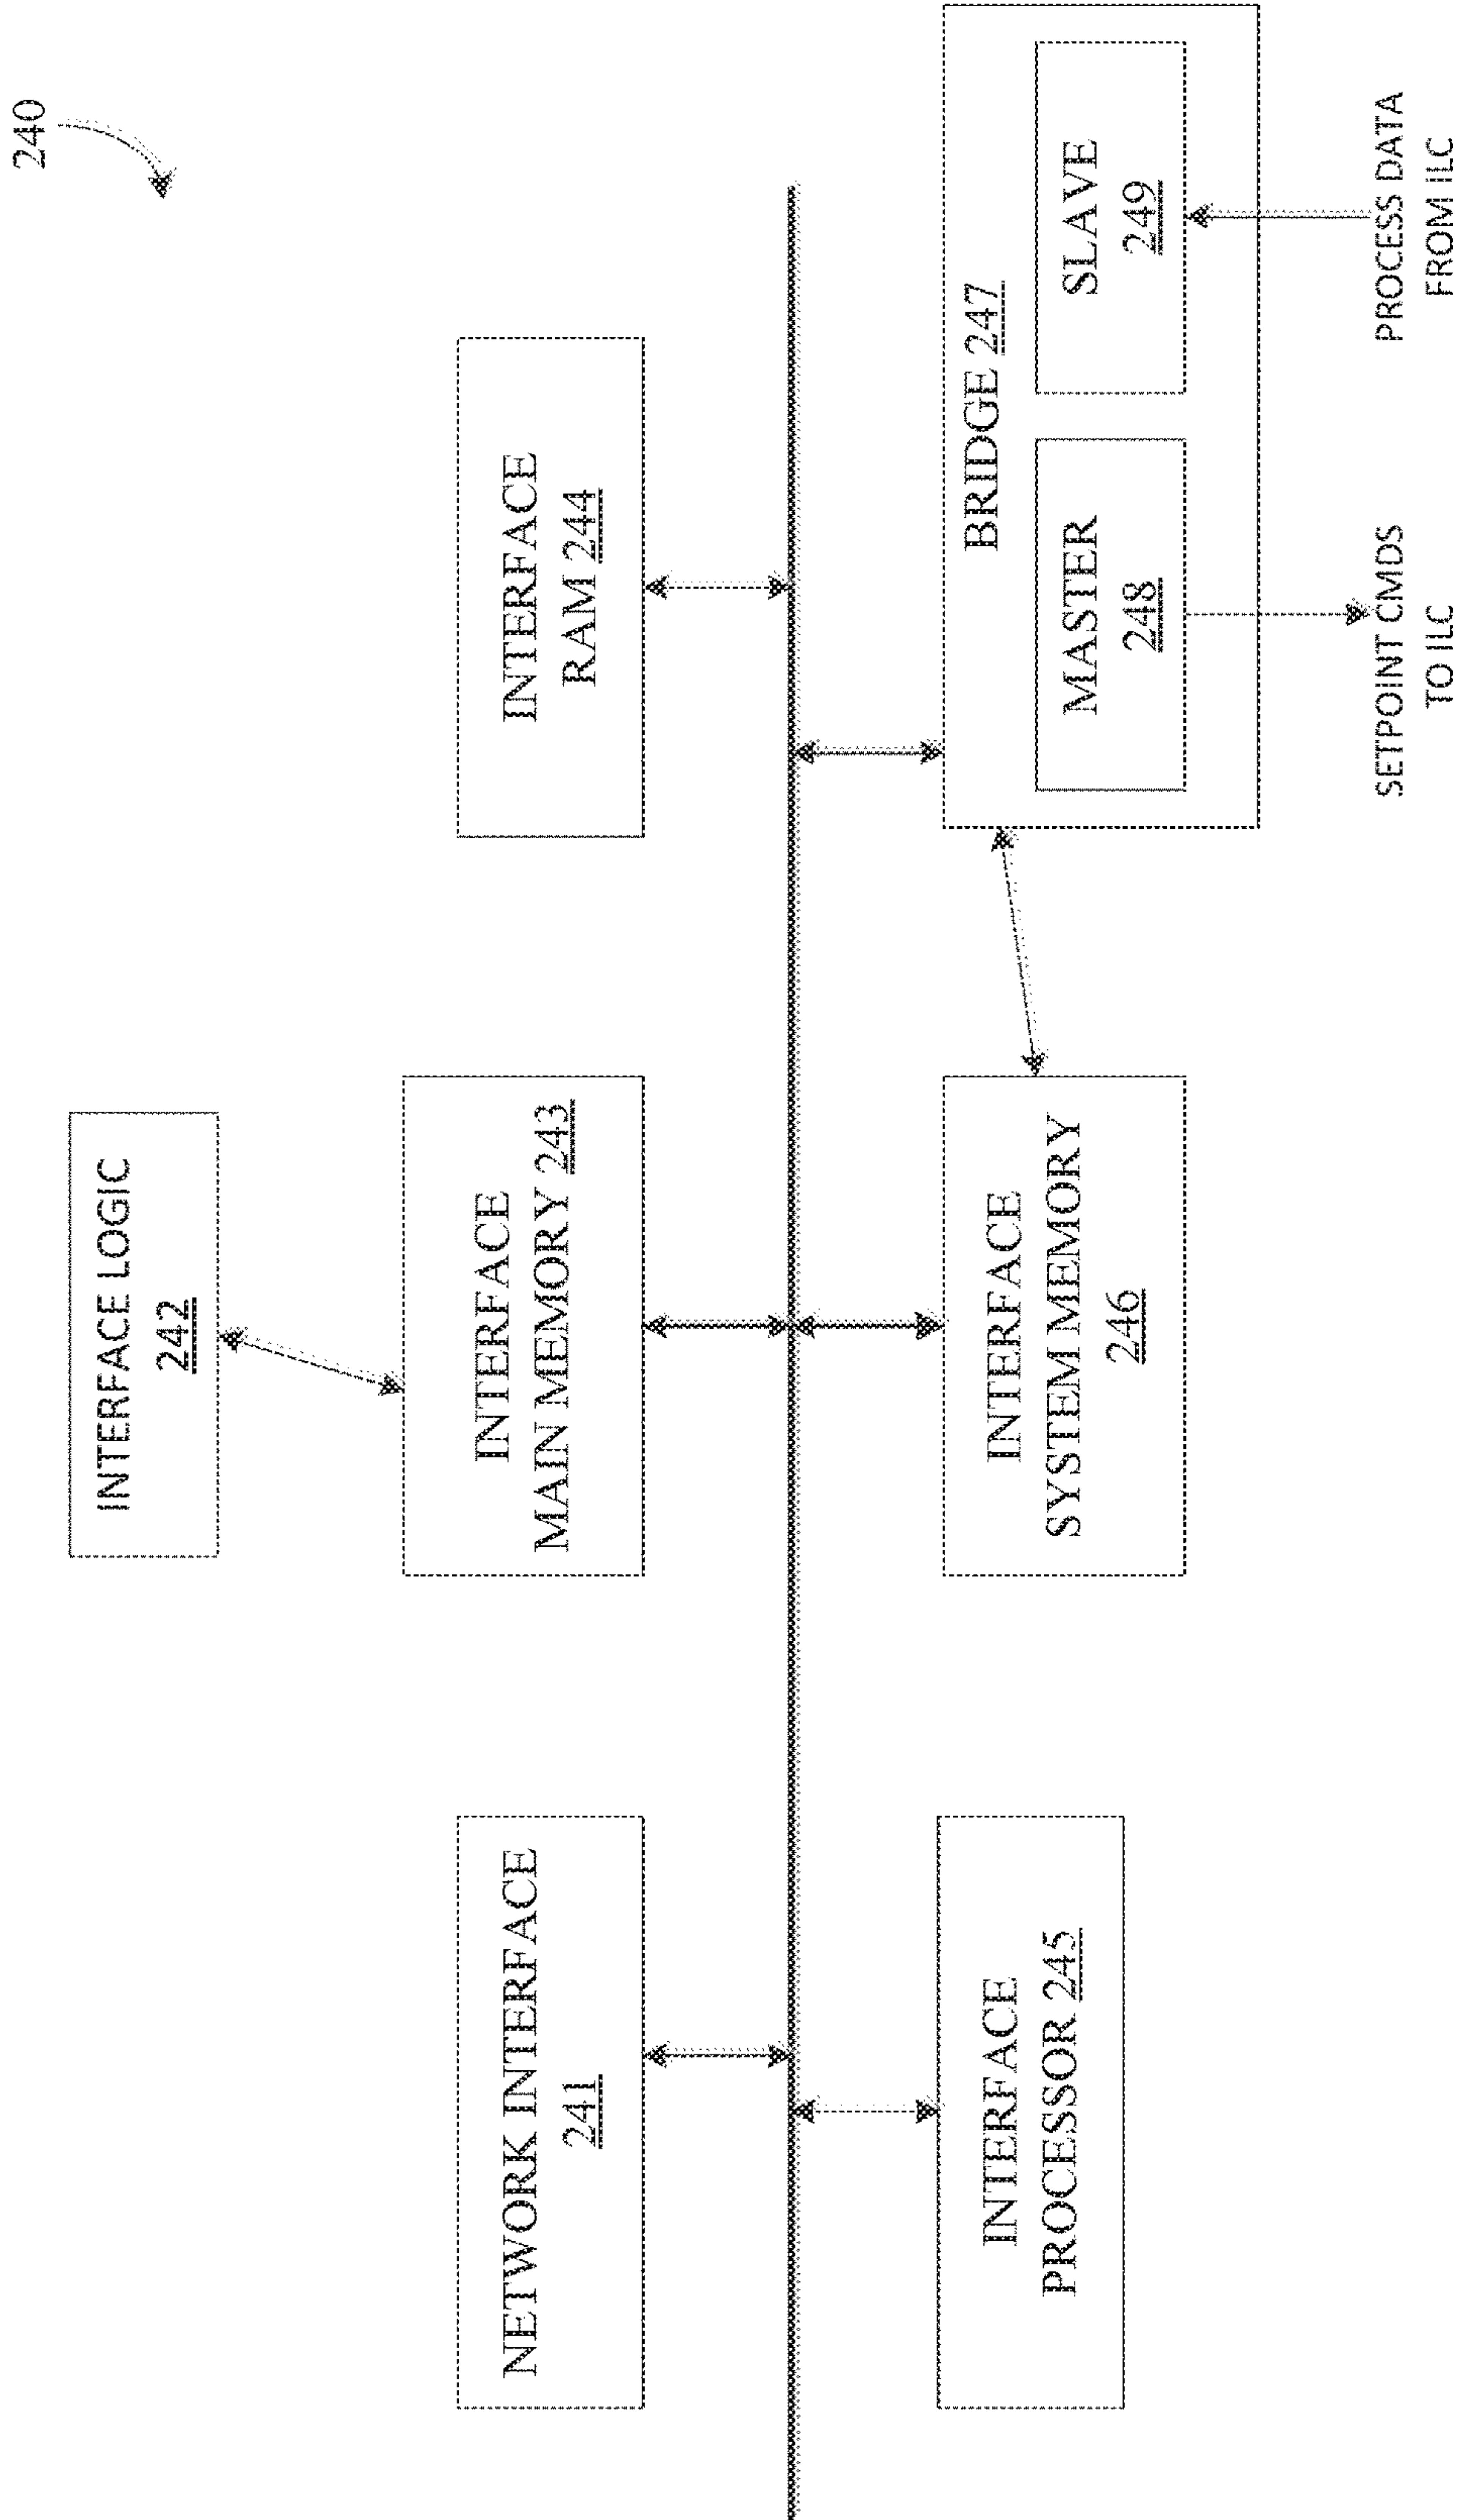 240
INTERFACE LOGIC
242
NETWORK INTERFACE
241
INTERFACE
MAIN MEMORY 243
INTERFACE
RAM 244
INTERFACE
PROCESSOR 245
INTERFACE
SYSTEM MEMORY
246
BRIDGE 247
MASTER
248
SLAVE
249
SETPOINT CMDS
TO ILC
PROCESS DATA
FROM ILC